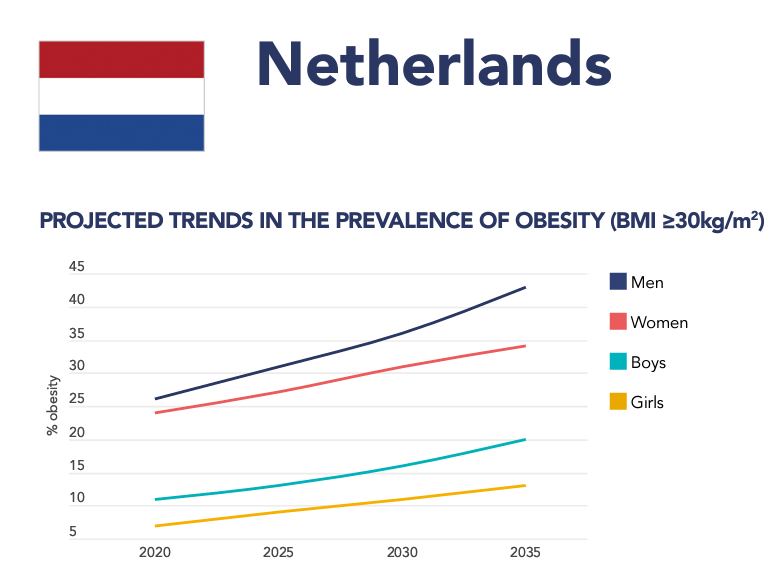 Netherlands
PROJECTED TRENDS IN THE PREVALENCE OF OBESITY (BMI ≥30kg/m²)
45
40
35
30
25
20
15
10
5
% obesity
2020 2025 2030 2035
Men
Women
Boys
Girls